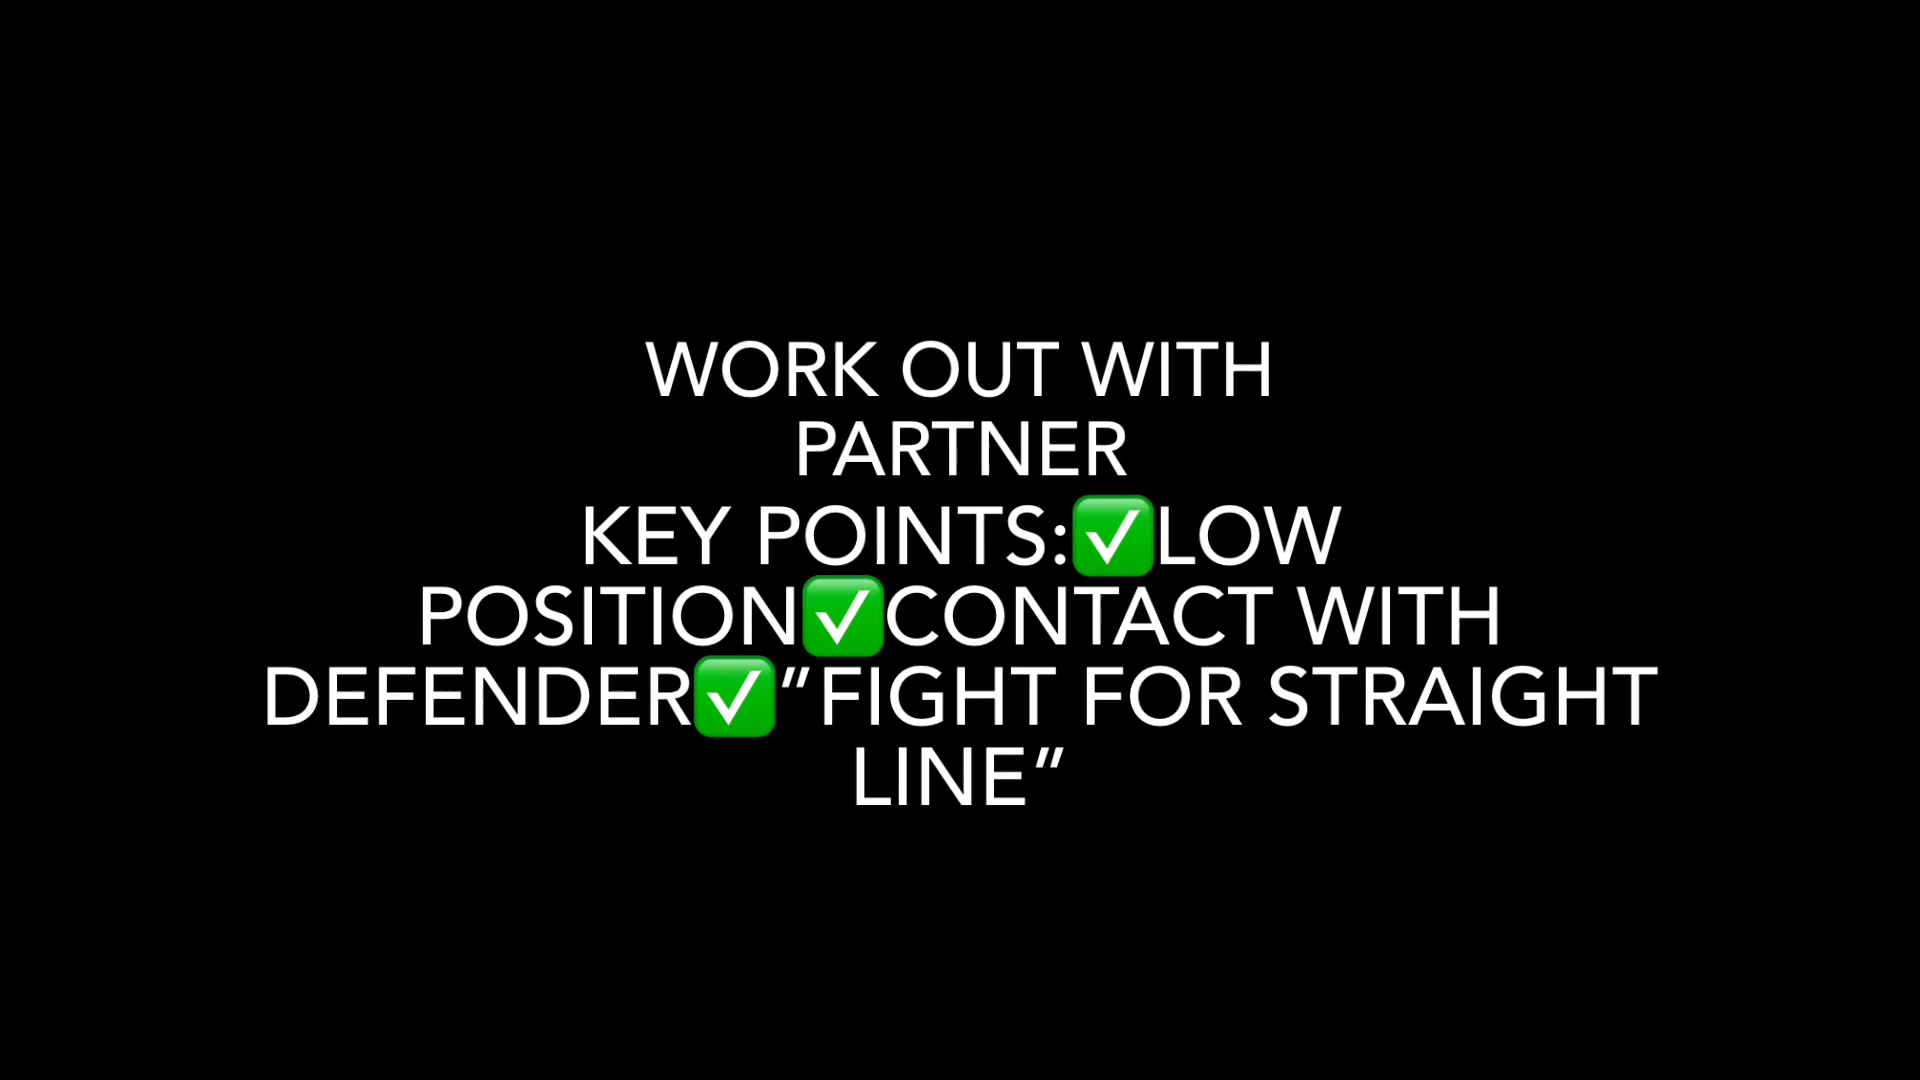 WORK OUT WITH
PARTNER
KEY POINTS:✅LOW
POSITION✅CONTACT WITH
DEFENDER✅"FIGHT FOR STRAIGHT
LINE"